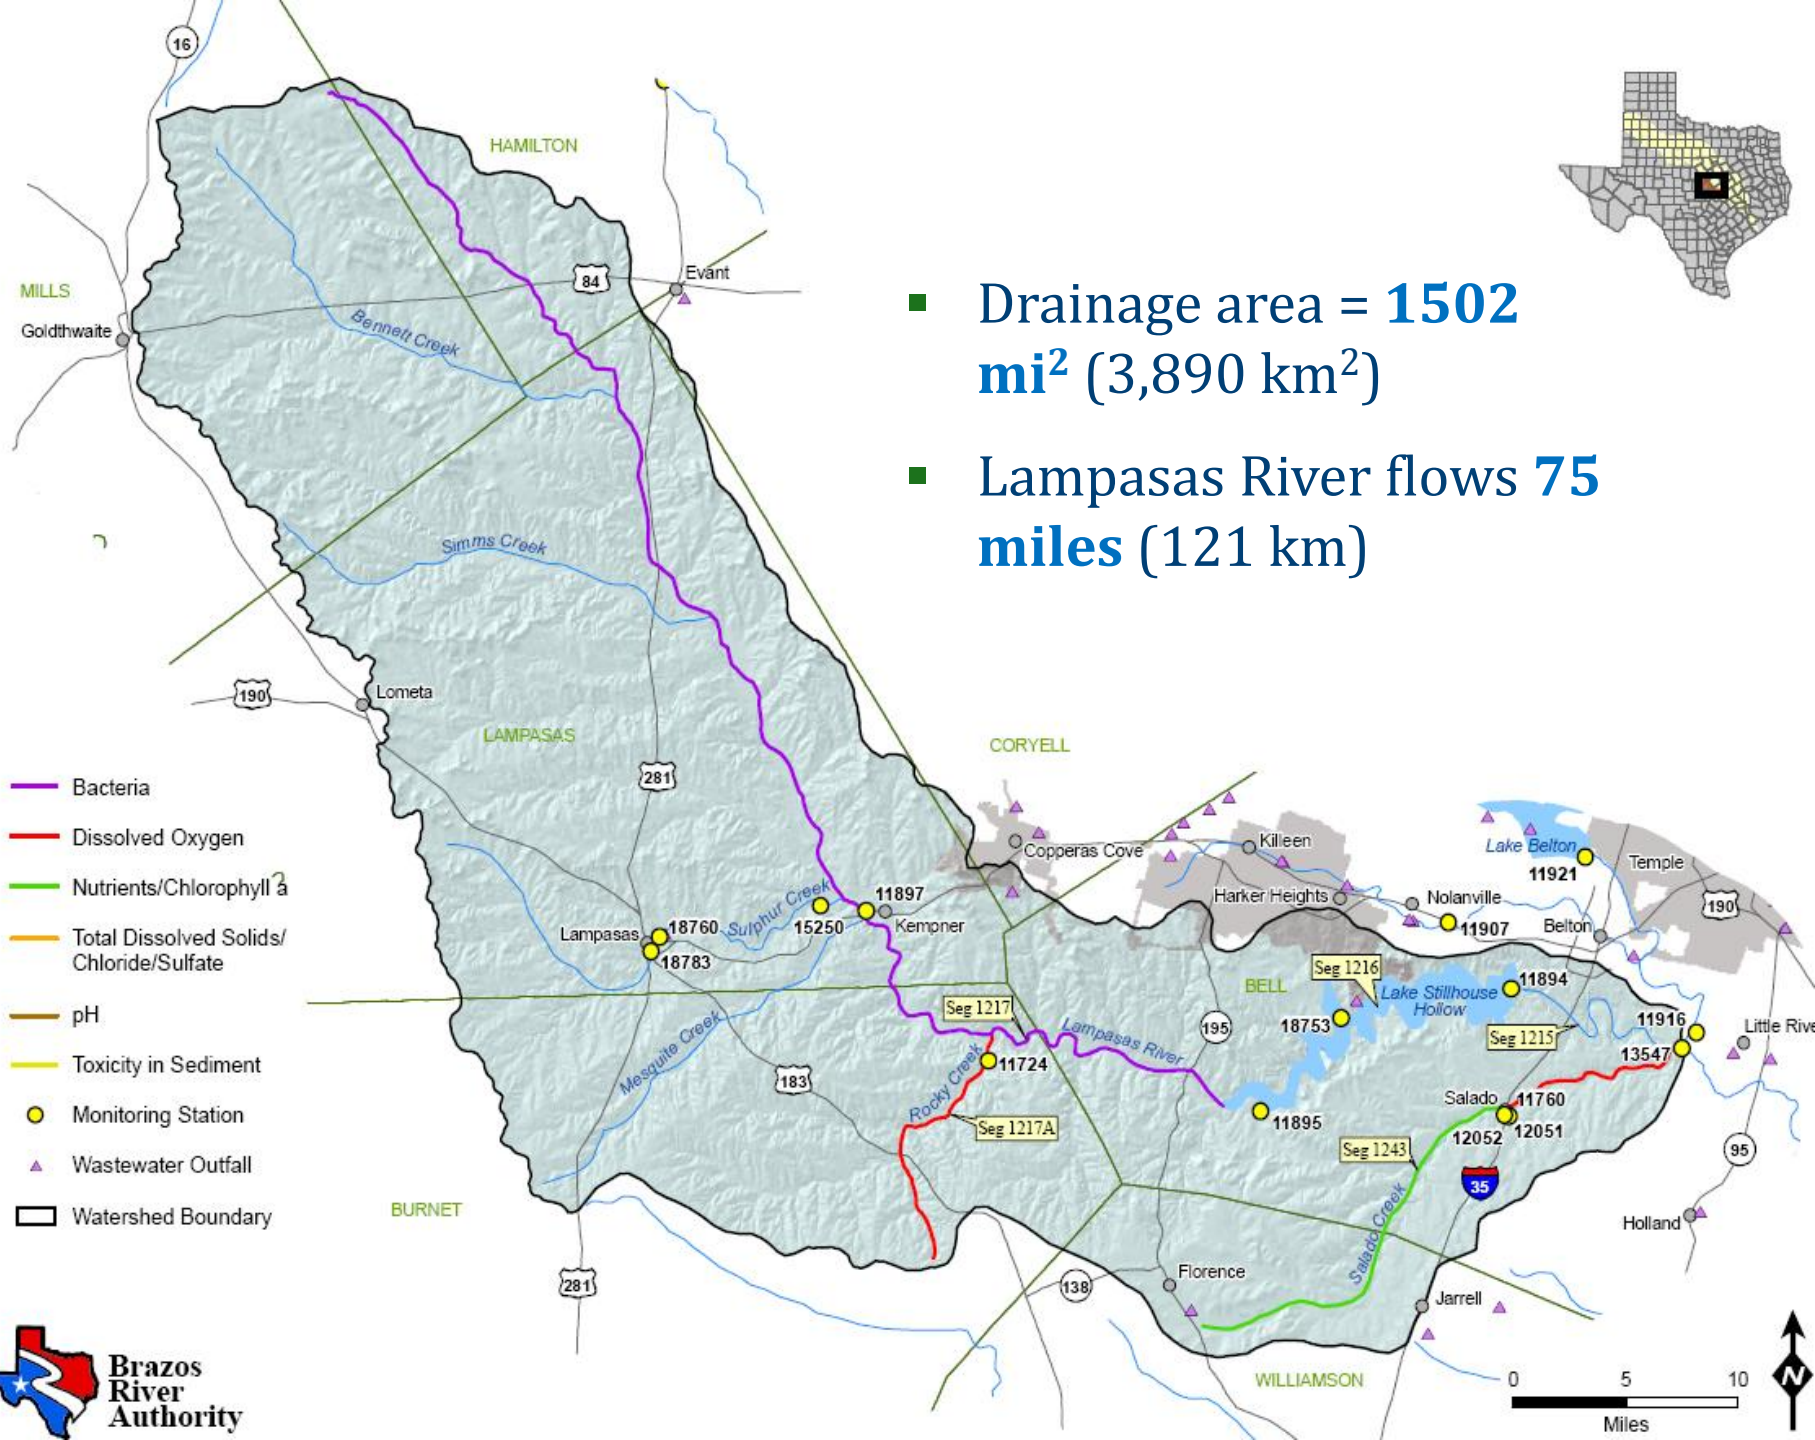 16
HAMILTON
84
Evant
MILLS
Goldthwaite
Bennett Creek
▪ Drainage area = 1502
mi² (3,890 km²)
▪ Lampasas River flows 75
miles (121 km)
Simms Creek
190
Lometa
LAMPASAS
281
CORYELL
Bacteria
Dissolved Oxygen
Nutrients/Chlorophyll a
Total Dissolved Solids/
Chloride/Sulfate
pH
Toxicity in Sediment
Monitoring Station
Wastewater Outfall
Watershed Boundary
Copperas Cove
Killeen
Harker Heights
Nolanville
Lake Belton
11921
Temple
190
11907
Belton
11897
Kempner
Sulphur Creek
15250
Lampasas
18760
18783
BELL
Seg 1216
Lake Stillhouse
Hollow
11894
18753
Seg 1217
Lampasas River
195
Seg 1215
11916
13547
Little Rive
Mesquite Creek
183
Rocky Creek
11724
Seg 1217A
11895
Salado
11760
12052
12051
Seg 1243
Salado Creek
35
95
Holland
BURNET
281
138
Florence
Jarrell
WILLIAMSON
Brazos
River
Authority
0 5 10
Miles
N